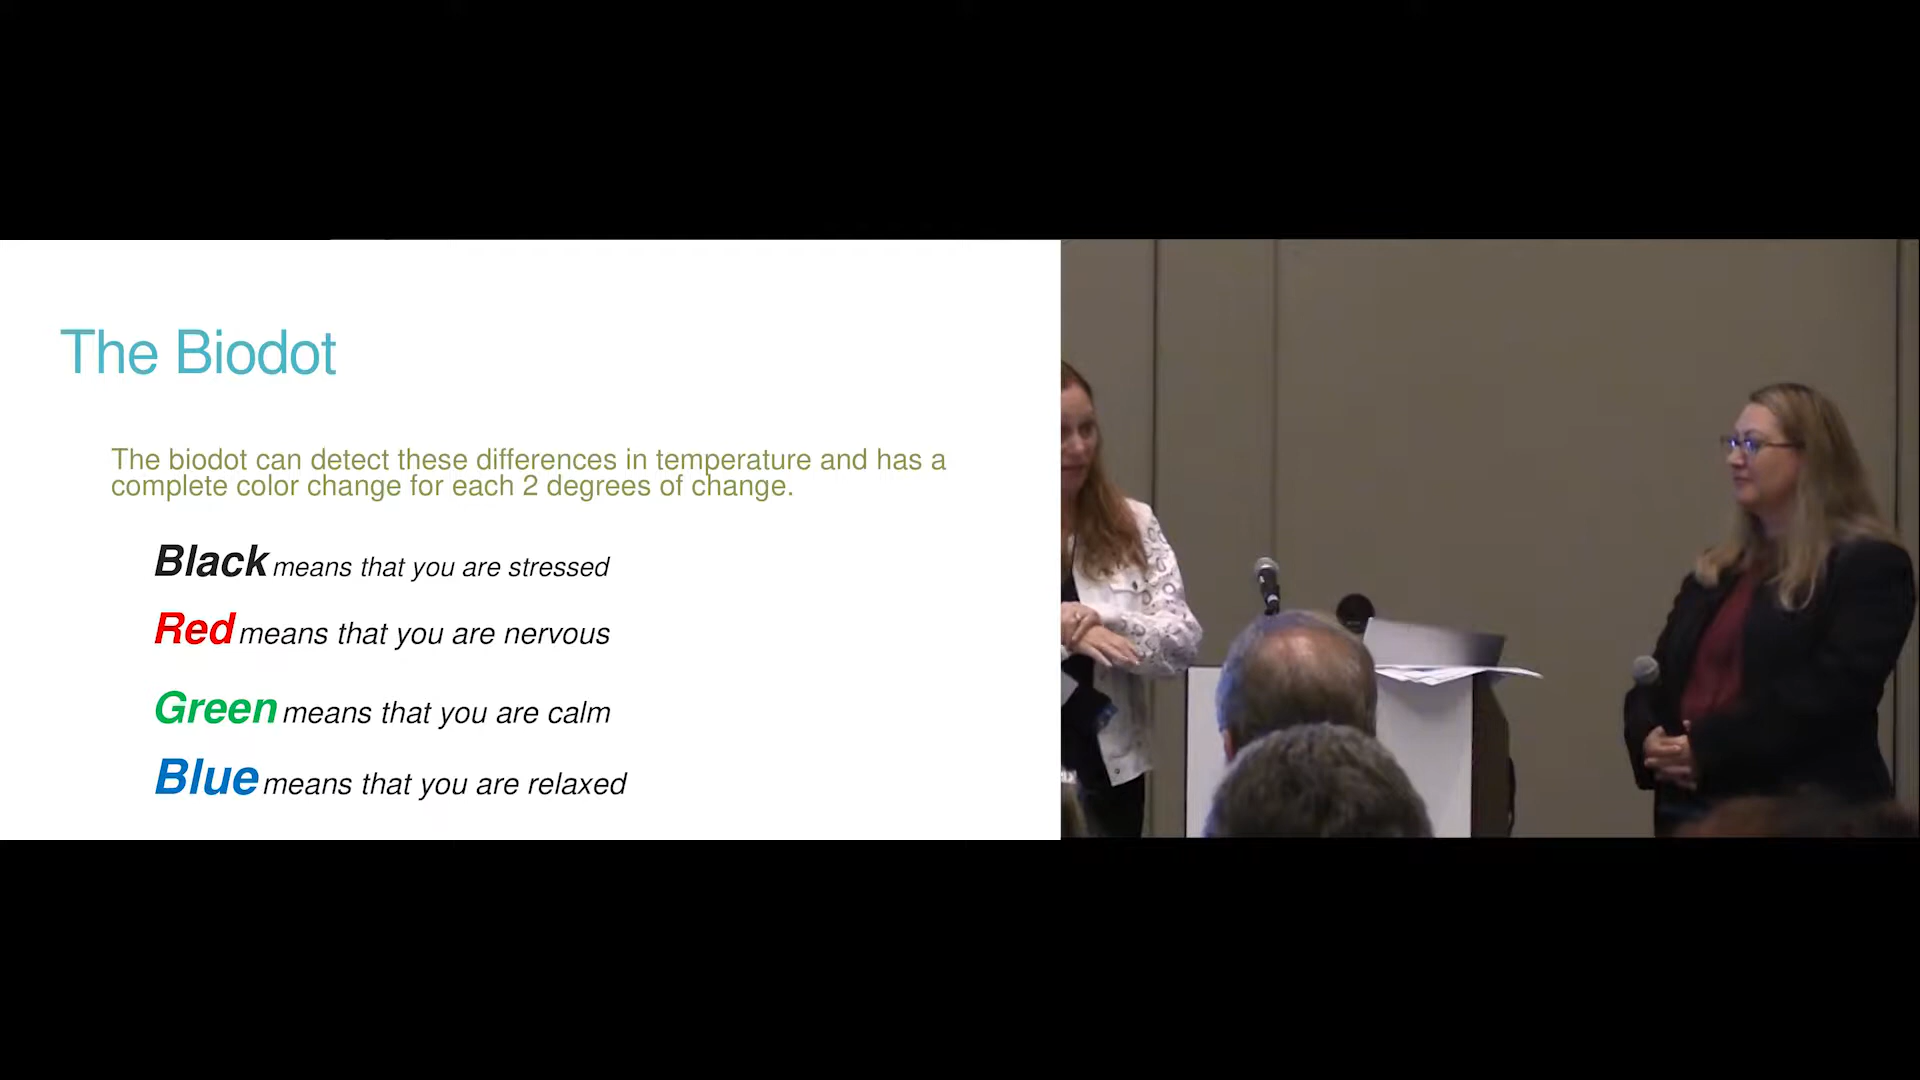 The Biodot
The biodot can detect these differences in temperature and has a
complete color change for each 2 degrees of change.
Black means that you are stressed
Red means that you are nervous
Green means that you are calm
Blue means that you are relaxed